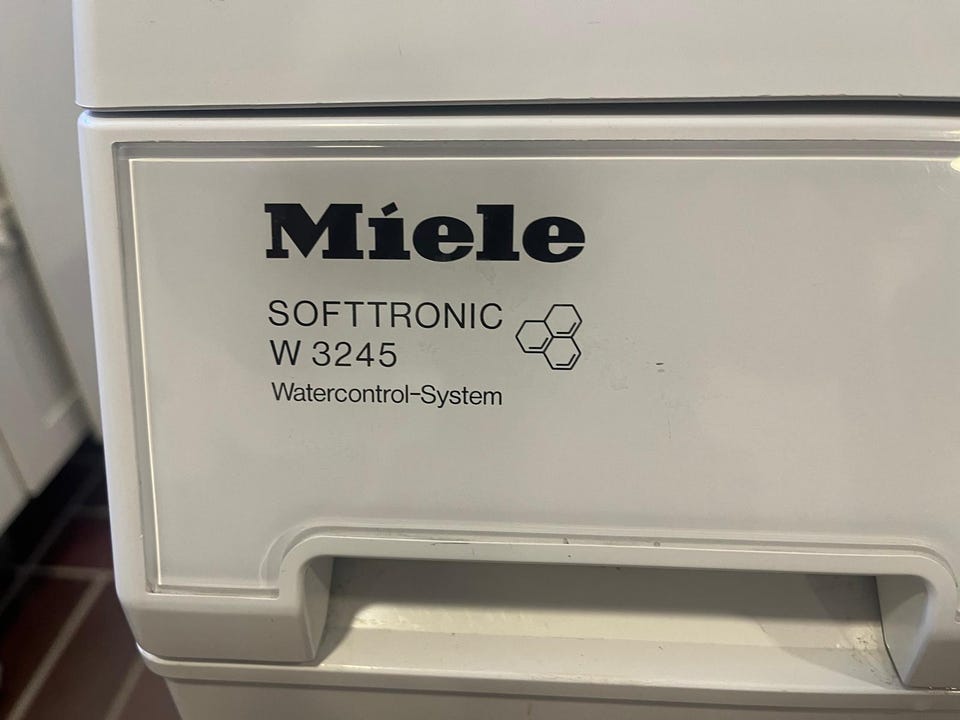 Miele
SOFTTRONIC
W 3245
Watercontrol-System